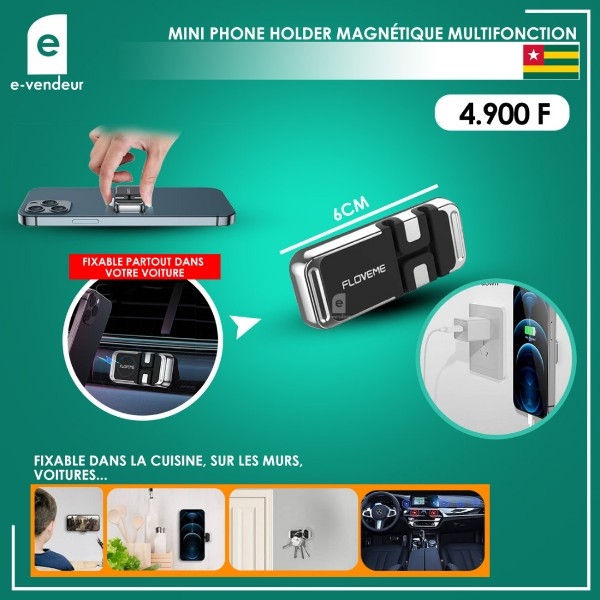 e
e-vendeur
MINI PHONE HOLDER MAGNÉTIQUE MULTIFONCTION
4.900 F
6CM
FLOVEME
e
e-vendeur
FIXABLE PARTOUT DANS
VOTRE VOITURE
FIXABLE DANS LA CUISINE, SUR LES MURS,
VOITURES...